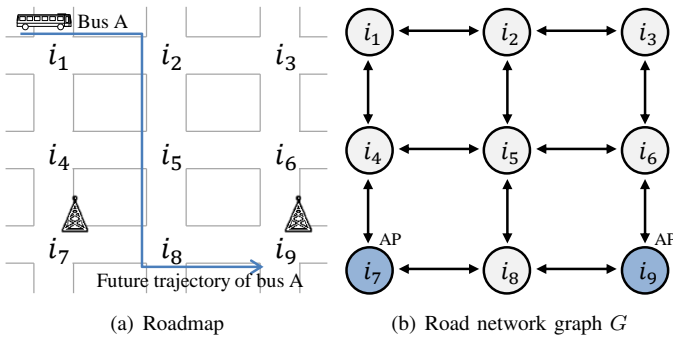 Bus A
i₁ i₂ i₃
i₄ i₅ i₆
i₇ i₈ i₉
Future trajectory of bus A
(a) Roadmap
i₁ i₂ i₃
i₄ i₅ i₆
AP AP
i₇ i₈ i₉
(b) Road network graph G